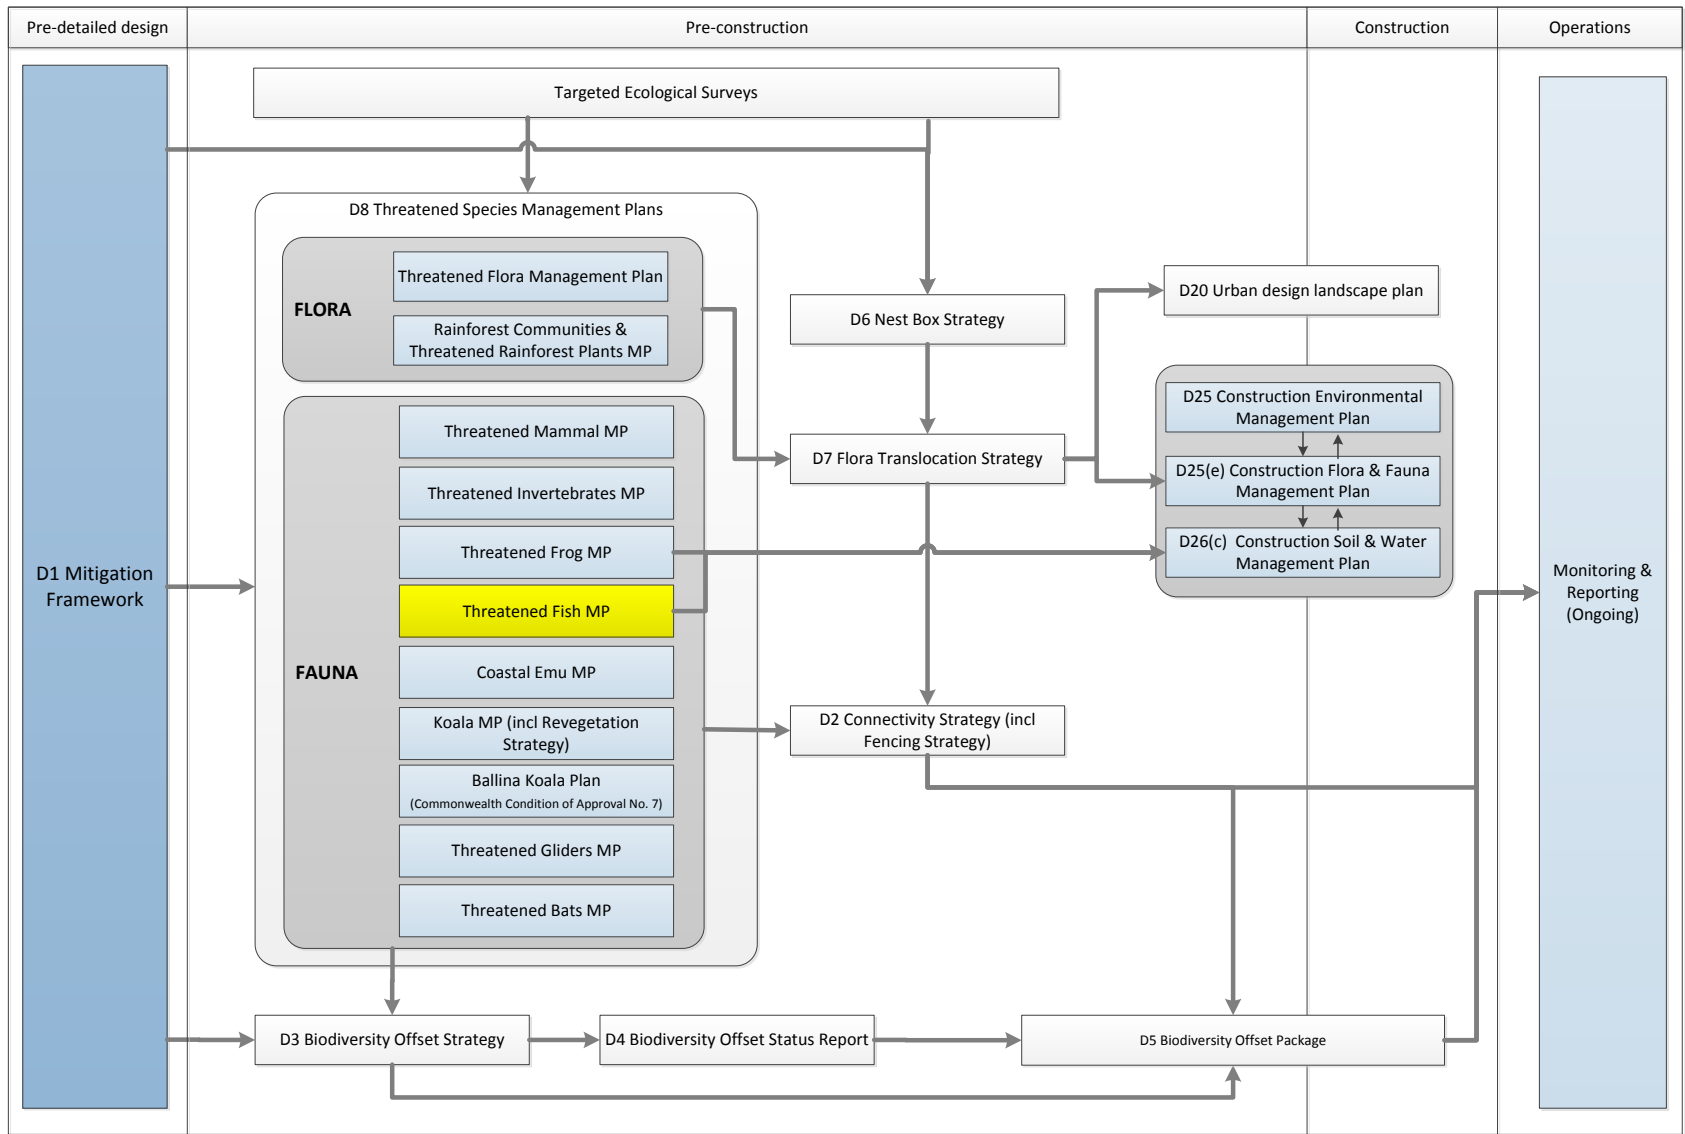 Pre-detailed design
Pre-construction
Construction
Operations
Targeted Ecological Surveys
D8 Threatened Species Management Plans
FLORA
Threatened Flora Management Plan
Rainforest Communities &
Threatened Rainforest Plants MP
FAUNA
Threatened Mammal MP
Threatened Invertebrates MP
Threatened Frog MP
Threatened Fish MP
Coastal Emu MP
Koala MP (incl Revegetation
Strategy)
Ballina Koala Plan
(Commonwealth Condition of Approval No. 7)
Threatened Gliders MP
Threatened Bats MP
D1 Mitigation
Framework
D6 Nest Box Strategy
D7 Flora Translocation Strategy
D2 Connectivity Strategy (incl
Fencing Strategy)
D20 Urban design landscape plan
D25 Construction Environmental
Management Plan
D25(e) Construction Flora & Fauna
Management Plan
D26(c) Construction Soil & Water
Management Plan
Monitoring &
Reporting
(Ongoing)
D3 Biodiversity Offset Strategy
D4 Biodiversity Offset Status Report
D5 Biodiversity Offset Package